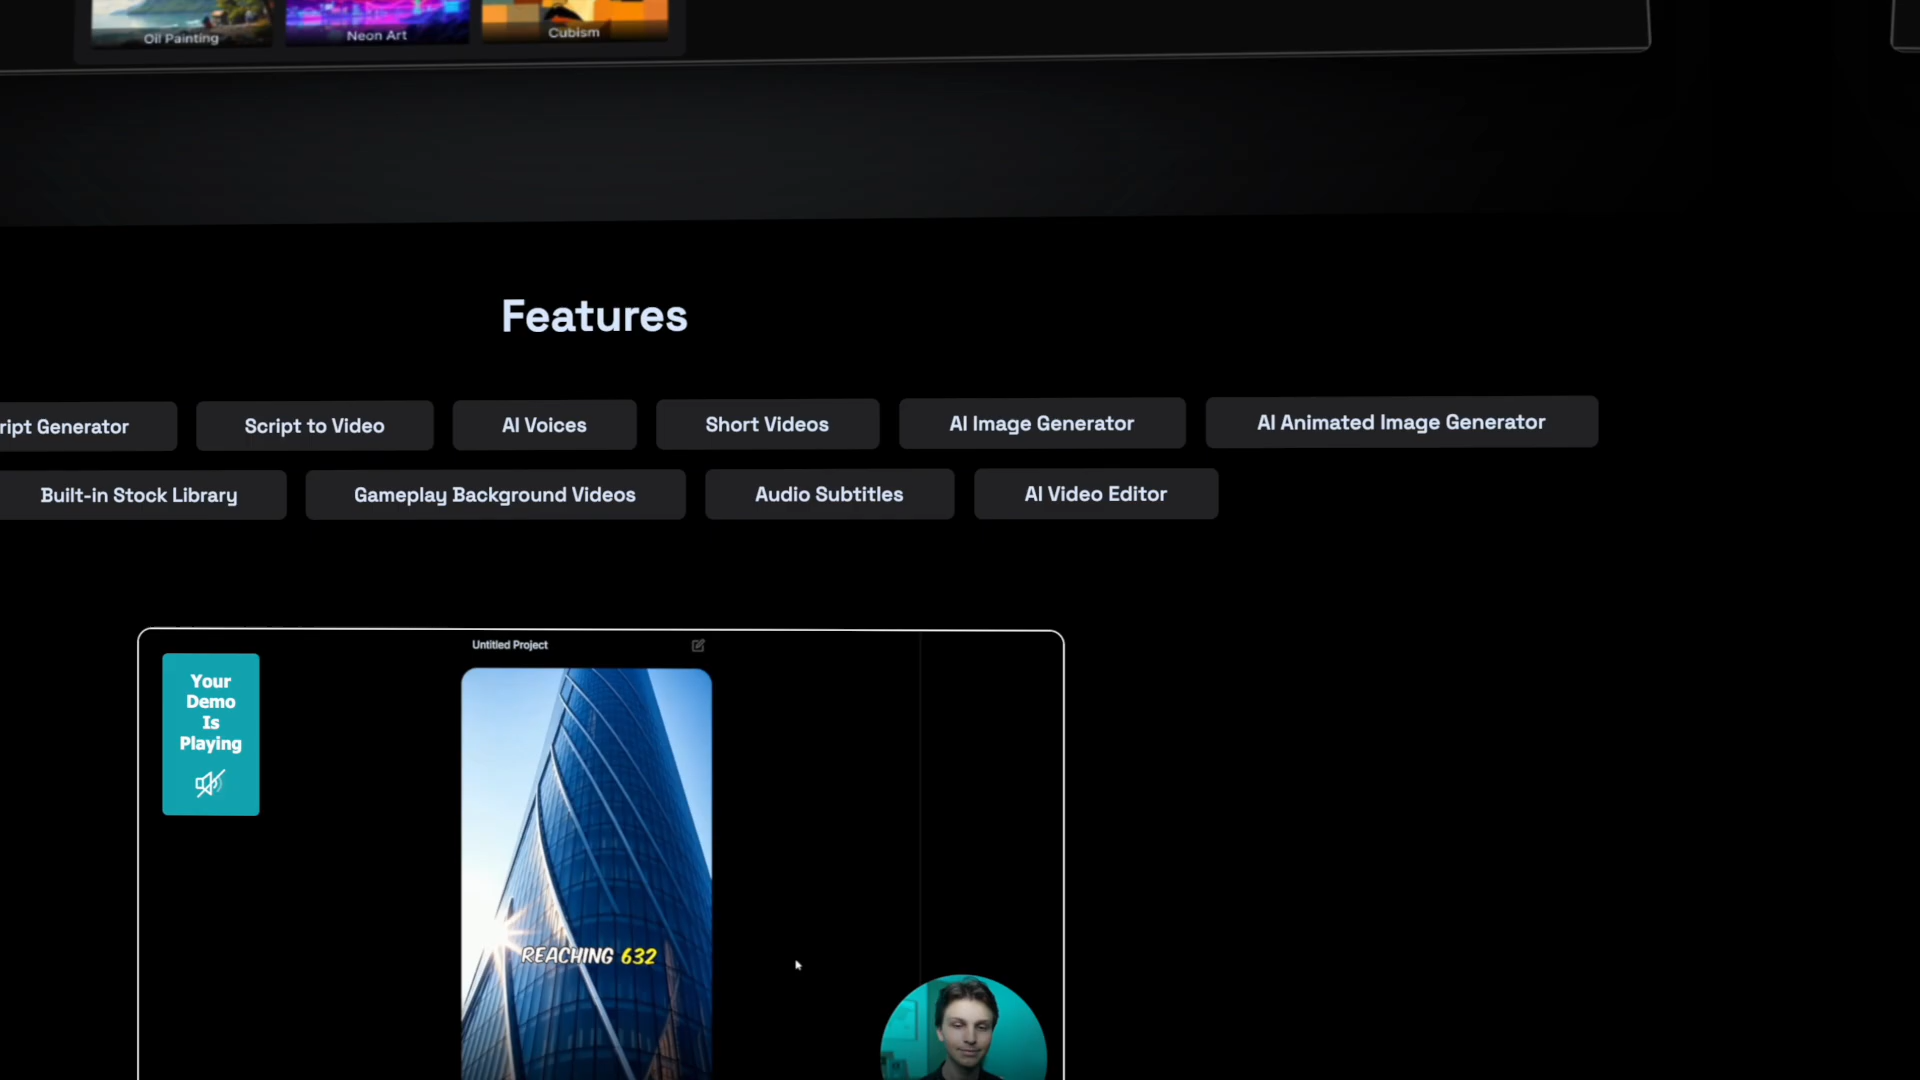 Oil Painting
Neon Art
Cubism
Features
ript Generator
Script to Video
AI Voices
Short Videos
AI Image Generator
AI Animated Image Generator
Built-in Stock Library
Gameplay Background Videos
Audio Subtitles
AI Video Editor
Untitled Project
Your
Demo
Is
Playing
REACHING 632